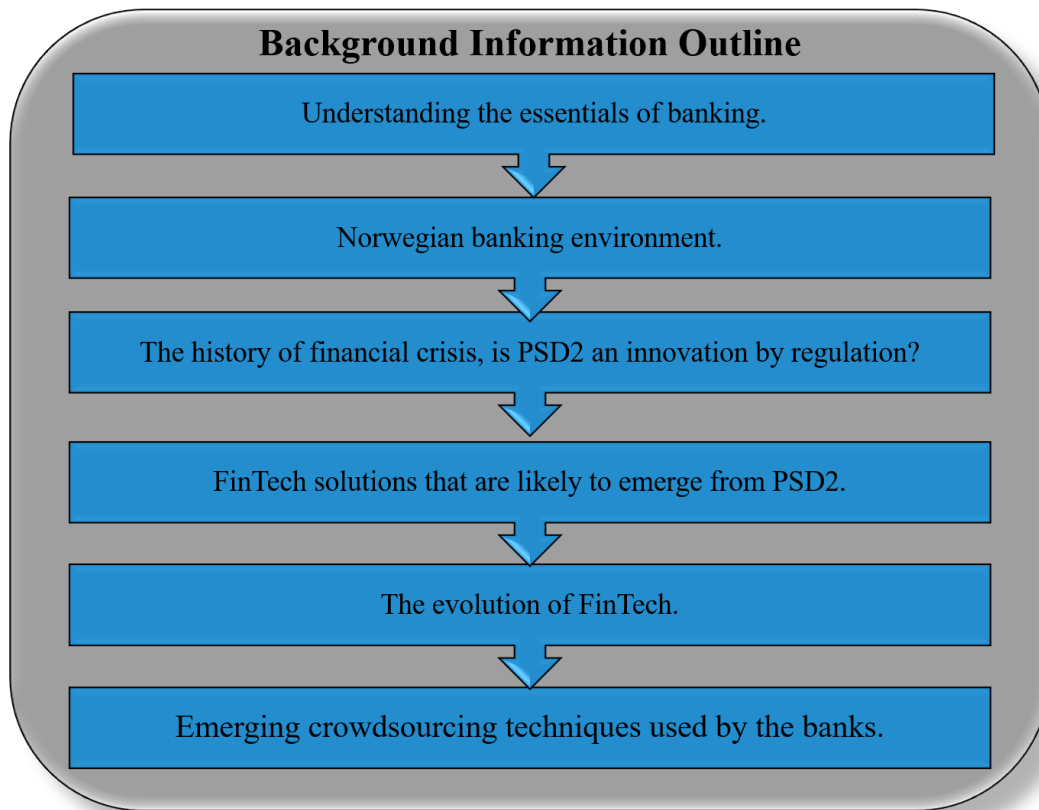 Background Information Outline
Understanding the essentials of banking.
Norwegian banking environment.
The history of financial crisis, is PSD2 an innovation by regulation?
FinTech solutions that are likely to emerge from PSD2.
The evolution of FinTech.
Emerging crowdsourcing techniques used by the banks.